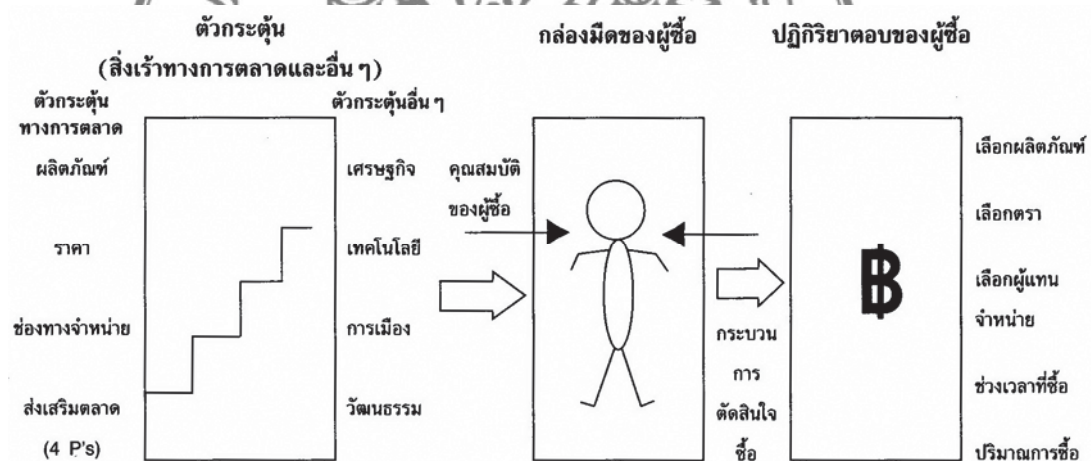 ตัวกระตุ้น
(สิ่งเร้าทางการตลาดและอื่น ๆ)
กล่องมืดของผู้ซื้อ
ปฏิกิริยาตอบของผู้ซื้อ
ตัวกระตุ้น
ทางการตลาด
ผลิตภัณฑ์
ราคา
ช่องทางจำหน่าย
ส่งเสริมตลาด
(4 P's)
ตัวกระตุ้นอื่น ๆ
เศรษฐกิจ
เทคโนโลยี
การเมือง
วัฒนธรรม
คุณสมบัติ
ของผู้ซื้อ
กระบวน
การ
ตัดสินใจ
ซื้อ
฿
เลือกผลิตภัณฑ์
เลือกตรา
เลือกผู้แทน
จำหน่าย
ช่วงเวลาที่ซื้อ
ปริมาณการซื้อ